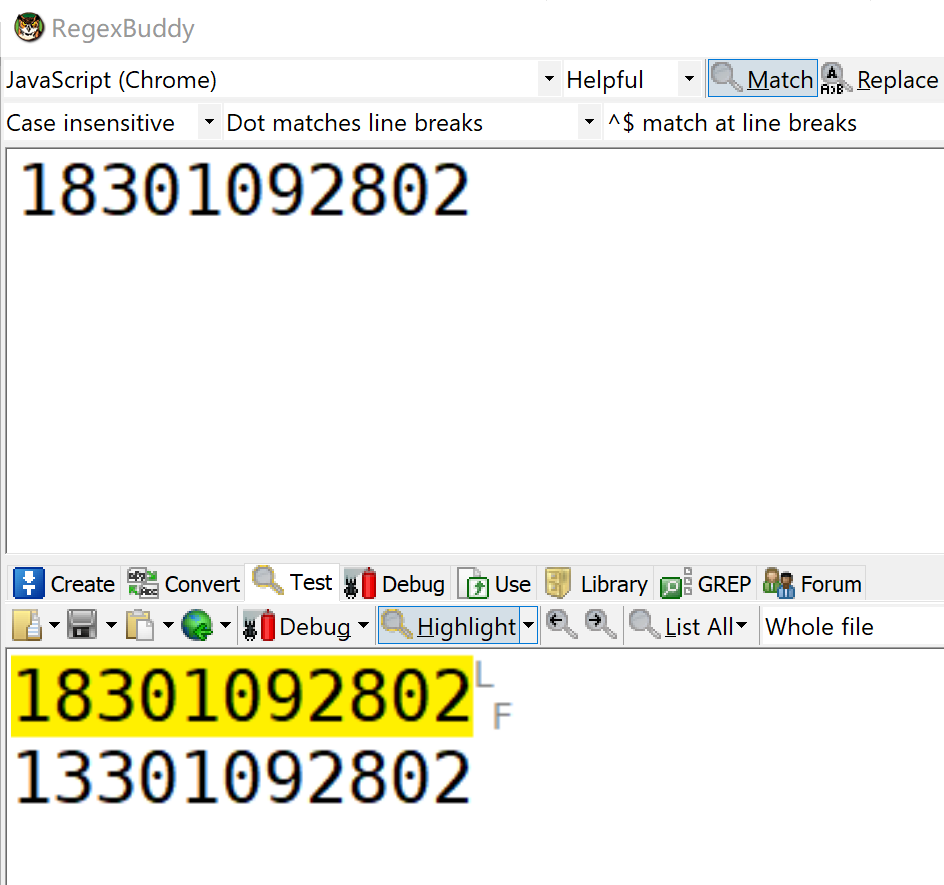 RegexBuddy
JavaScript (Chrome) Helpful Match Replace
Case insensitive Dot matches line breaks ^$ match at line breaks
18301092802
Create Convert Test Debug Use Library GREP Forum
Debug Highlight List All Whole file
18301092802LF
13301092802